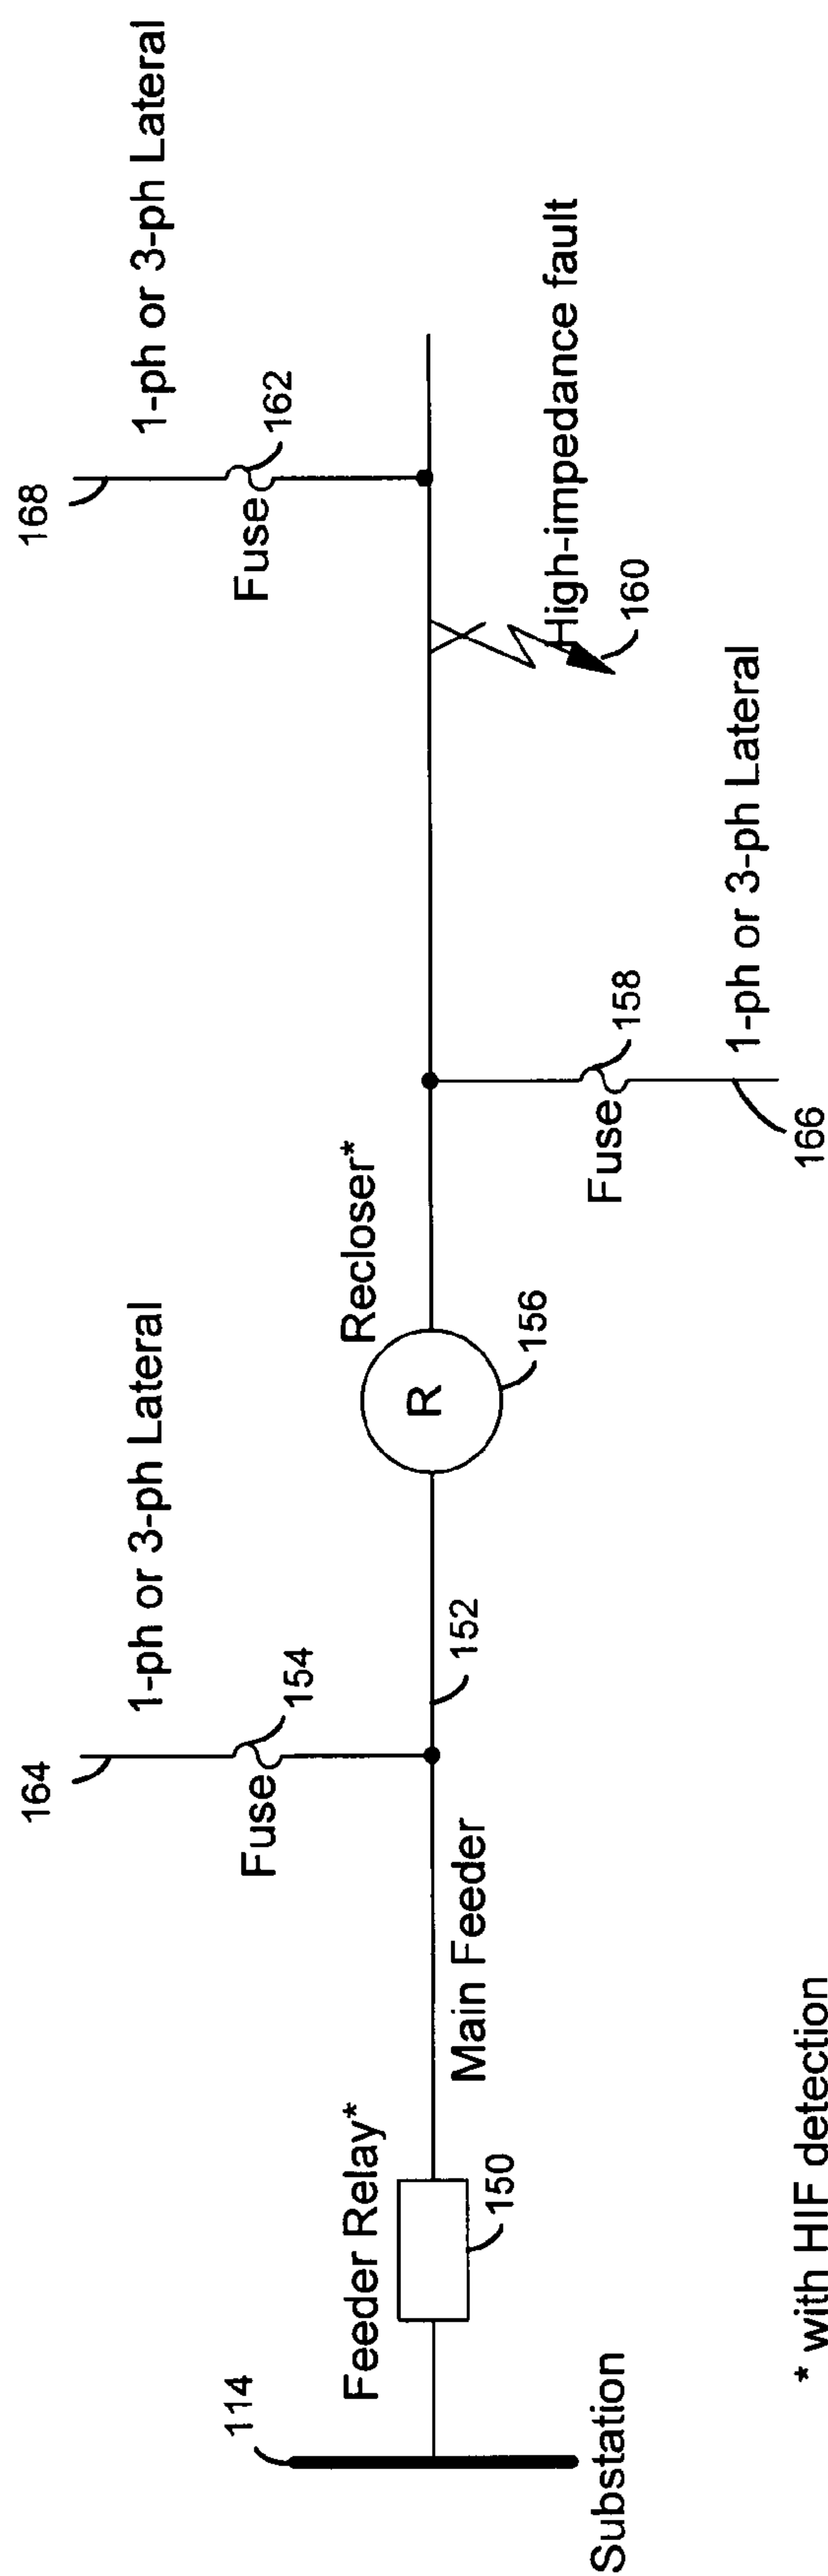 114
Substation
Feeder Relay*
150
Main Feeder
164
Fuse
154
1-ph or 3-ph Lateral
152
Recloser*
R
156
Fuse
158
166
1-ph or 3-ph Lateral
High-impedance fault
160
168
Fuse
162
1-ph or 3-ph Lateral
* with HIF detection